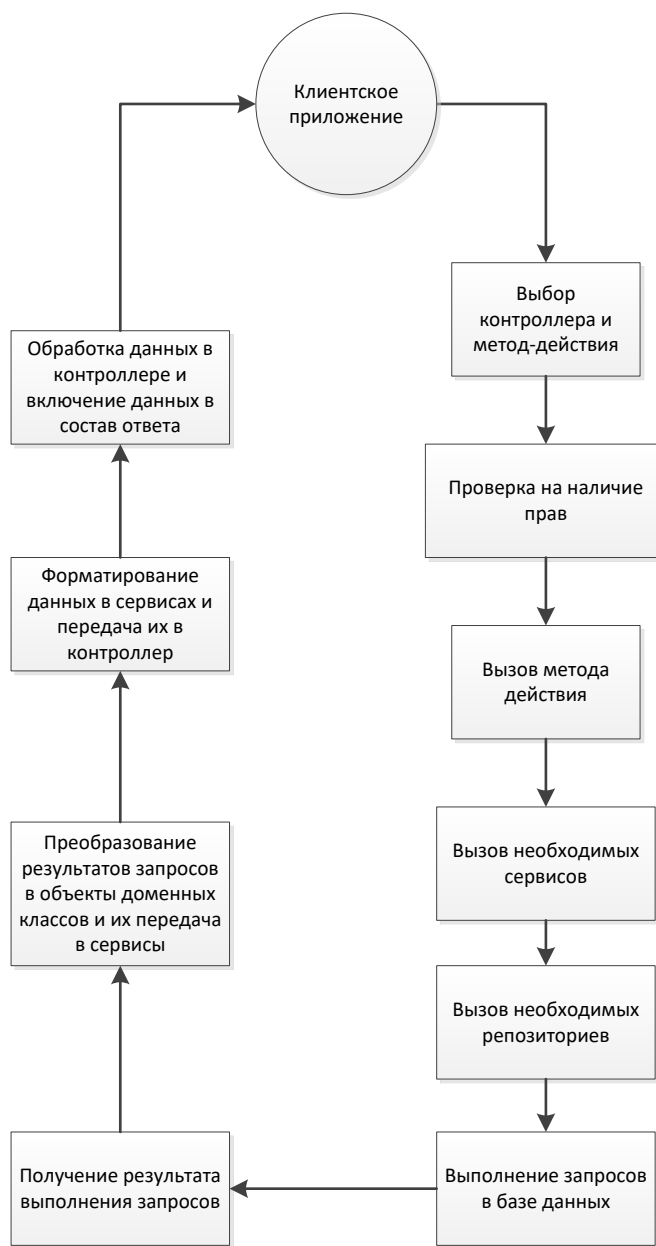 Клиентское
приложение
Выбор
контроллера и
метод-действия
Проверка на наличие
прав
Вызов метода
действия
Вызов необходимых
сервисов
Вызов необходимых
репозиториев
Выполнение запросов
в базе данных
Получение результата
выполнения запросов
Преобразование
результатов запросов
в объекты доменных
классов и их передача
в сервисы
Форматирование
данных в сервисах и
передача их в
контроллер
Обработка данных в
контроллере и
включение данных в
состав ответа